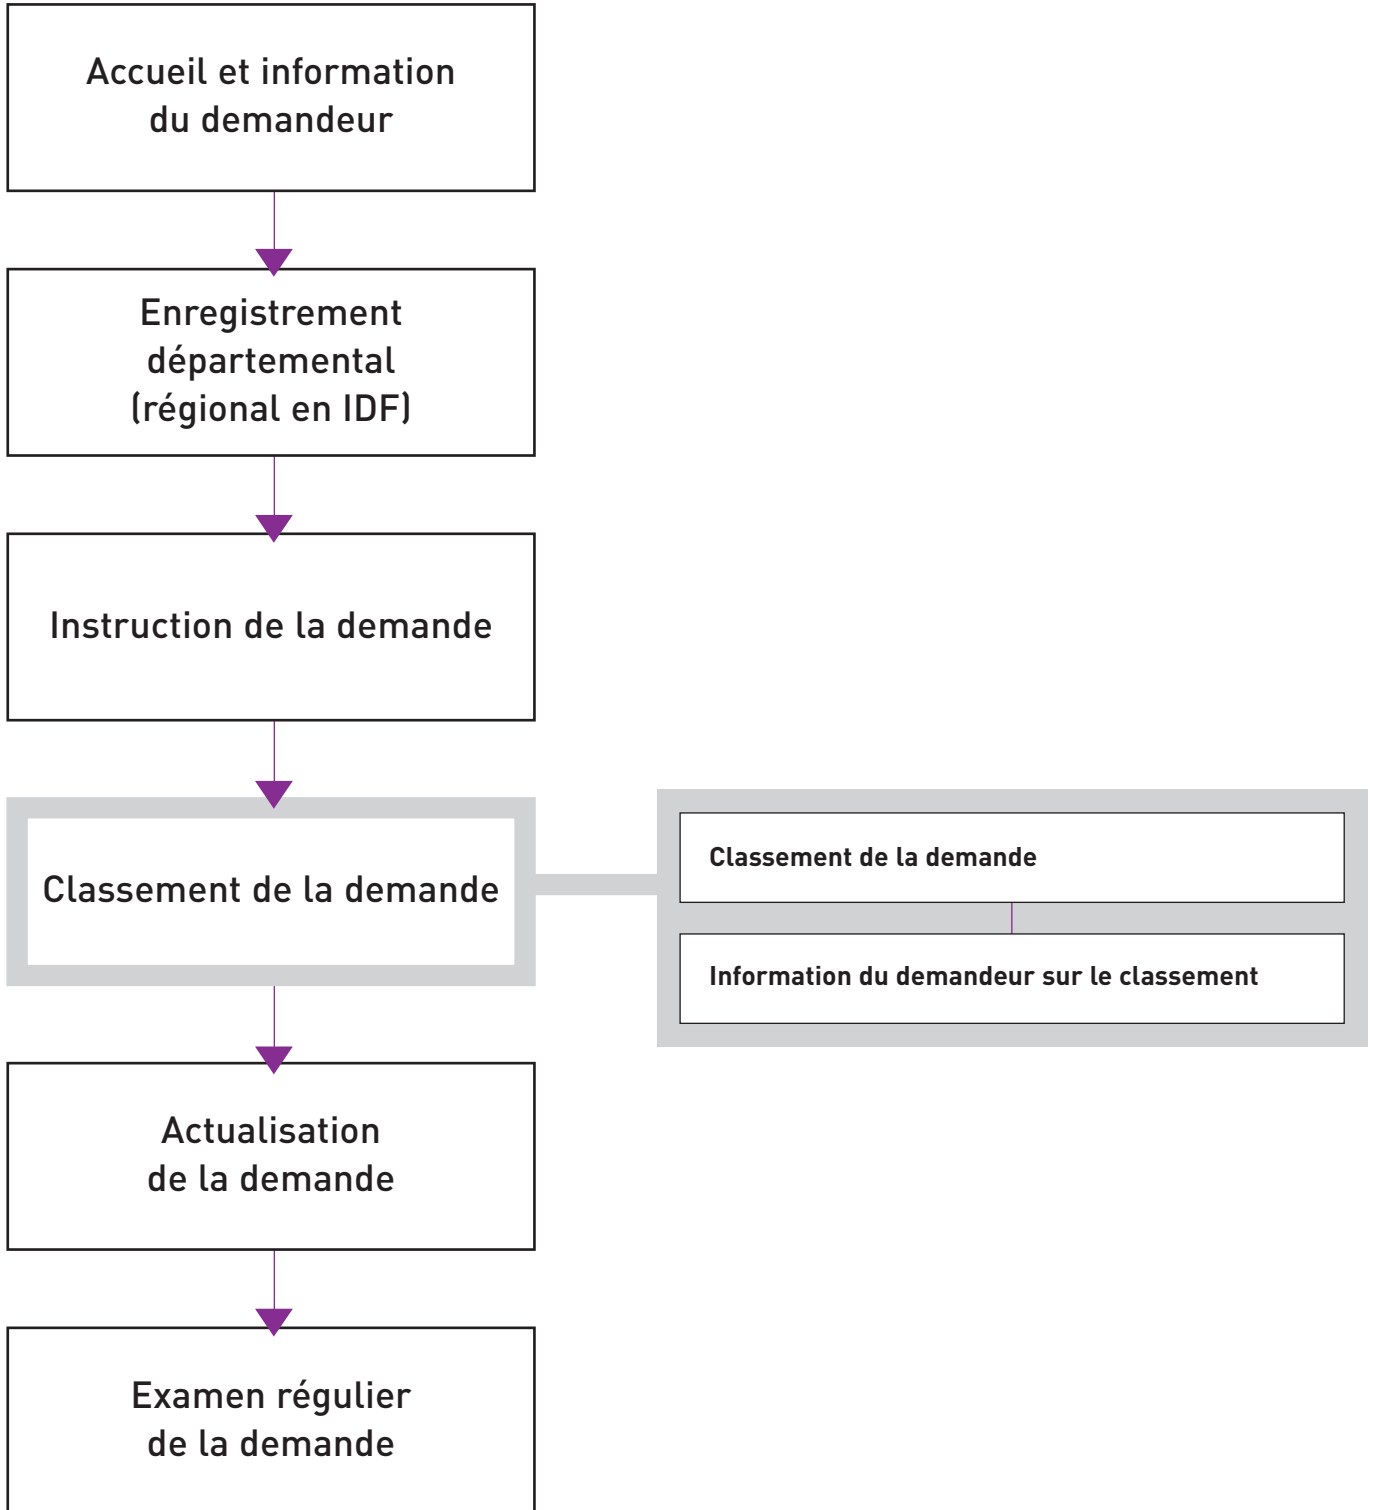 Accueil et information
du demandeur
Enregistrement
départemental
(régional en IDF)
Instruction de la demande
Classement de la demande
Classement de la demande
Information du demandeur sur le classement
Actualisation
de la demande
Examen régulier
de la demande